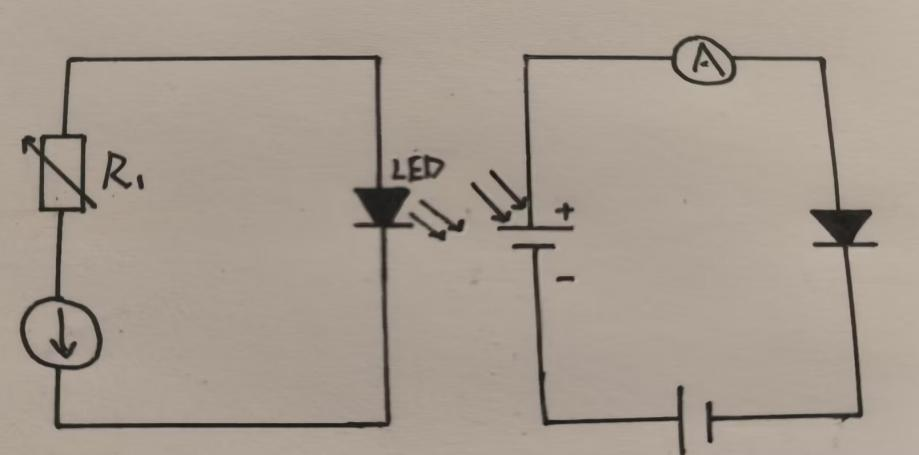 A
LED
R₁
+
-